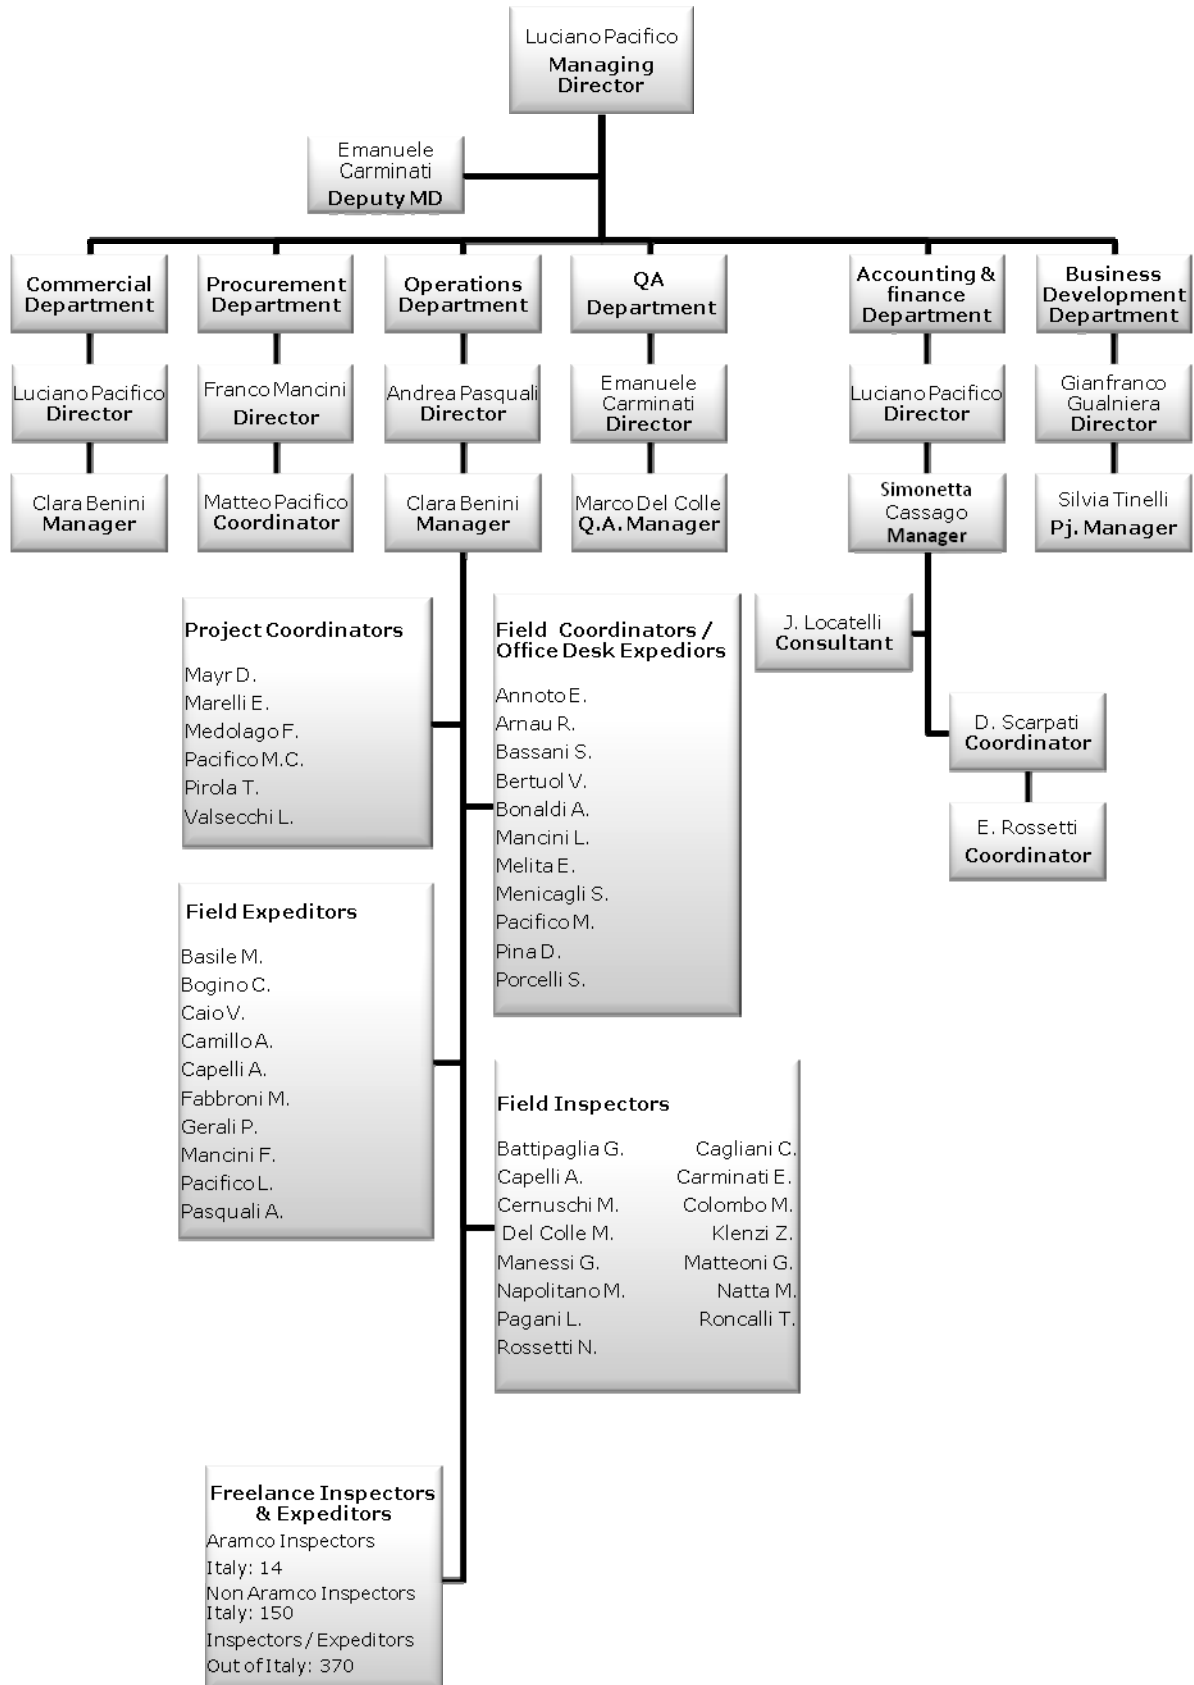 Luciano Pacifico
Managing
Director
Emanuele
Carminati
Deputy MD
Commercial
Department
Procurement
Department
Operations
Department
QA
Department
Accounting &
finance
Department
Business
Development
Department
Luciano Pacifico
Director
Franco Mancini
Director
Andrea Pasquali
Director
Emanuele
Carminati
Director
Luciano Pacifico
Director
Gianfranco
Gualniera
Director
Clara Benini
Manager
Matteo Pacifico
Coordinator
Clara Benini
Manager
Marco Del Colle
Q.A. Manager
Simonetta
Cassago
Manager
Silvia Tinelli
Pj. Manager
Project Coordinators
Mayr D.
Marelli E.
Medolago F.
Pacifico M.C.
Pirola T.
Valsecchi L.
Field Coordinators /
Office Desk Expediors
Annoto E.
Arnau R.
Bassani S.
Bertuol V.
Bonaldi A.
Mancini L.
Melita E.
Menicagli S.
Pacifico M.
Pina D.
Porcelli S.
J. Locatelli
Consultant
D. Scarpati
Coordinator
E. Rossetti
Coordinator
Field Expeditors
Basile M.
Bogino C.
Caio V.
Camillo A.
Capelli A.
Fabbroni M.
Gerali P.
Mancini F.
Pacifico L.
Pasquali A.
Field Inspectors
Battipaglia G. Cagliani C.
Capelli A. Carminati E.
Cernuschi M. Colombo M.
Del Colle M. Klenzi Z.
Manessi G. Matteoni G.
Napolitano M. Natta M.
Pagani L. Roncalli T.
Rossetti N.
Freelance Inspectors
& Expeditors
Aramco Inspectors
Italy: 14
Non Aramco Inspectors
Italy: 150
Inspectors / Expeditors
Out of Italy: 370